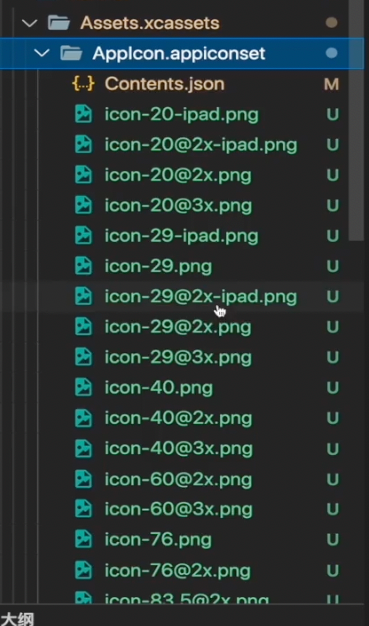 Assets.xcassets
AppIcon.appiconset
{..} Contents.json M
icon-20-ipad.png U
icon-20@2x-ipad.png U
icon-20@2x.png U
icon-20@3x.png U
icon-29-ipad.png U
icon-29.png U
icon-29@2x-ipad.png U
icon-29@2x.png U
icon-29@3x.png U
icon-40.png U
icon-40@2x.png U
icon-40@3x.png U
icon-60@2x.png U
icon-60@3x.png U
icon-76.png U
icon-76@2x.png U
icon-83.5@2x.png U
大纲